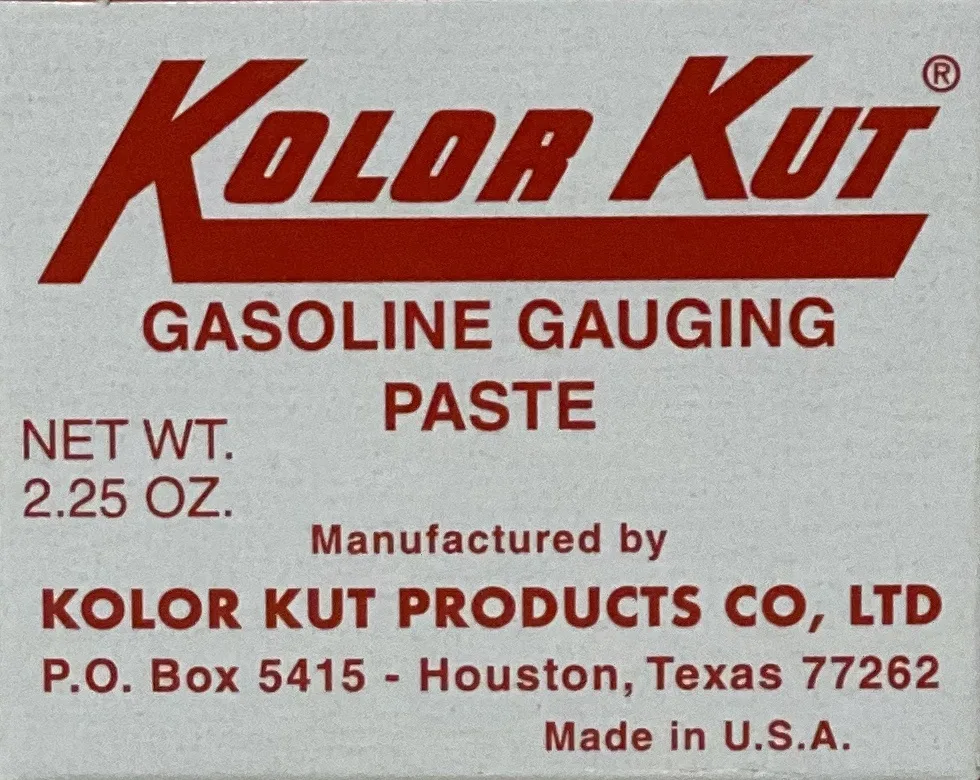 KOLOR KUT®
GASOLINE GAUGING
PASTE
NET WT.
2.25 OZ.
Manufactured by
KOLOR KUT PRODUCTS CO, LTD
P.O. Box 5415 - Houston, Texas 77262
Made in U.S.A.